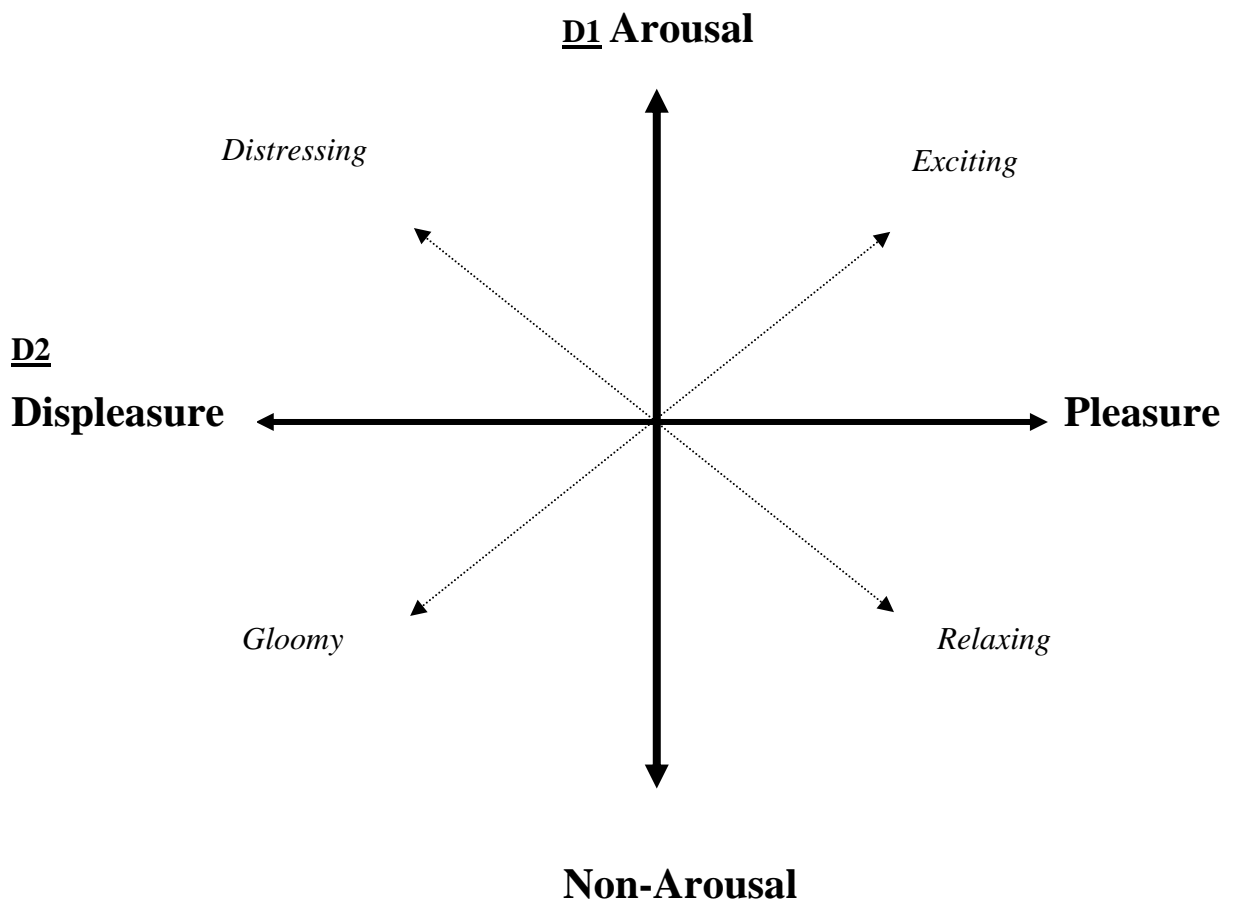 D1 Arousal
Distressing
Exciting
D2
Displeasure
Pleasure
Gloomy
Relaxing
Non-Arousal